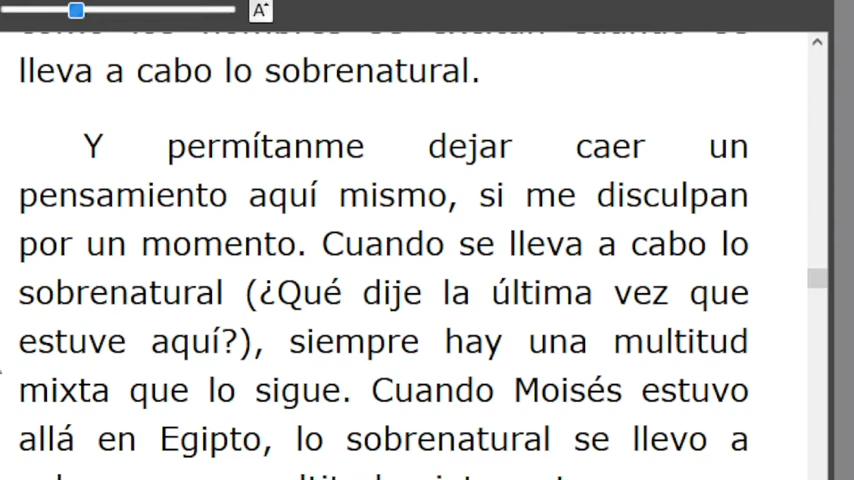 A
lleva a cabo lo sobrenatural.
Y permítanme dejar caer un
pensamiento aquí mismo, si me disculpan
por un momento. Cuando se lleva a cabo lo
sobrenatural (¿Qué dije la última vez que
estuve aquí?), siempre hay una multitud
mixta que lo sigue. Cuando Moisés estuvo
allá en Egipto, lo sobrenatural se llevo a